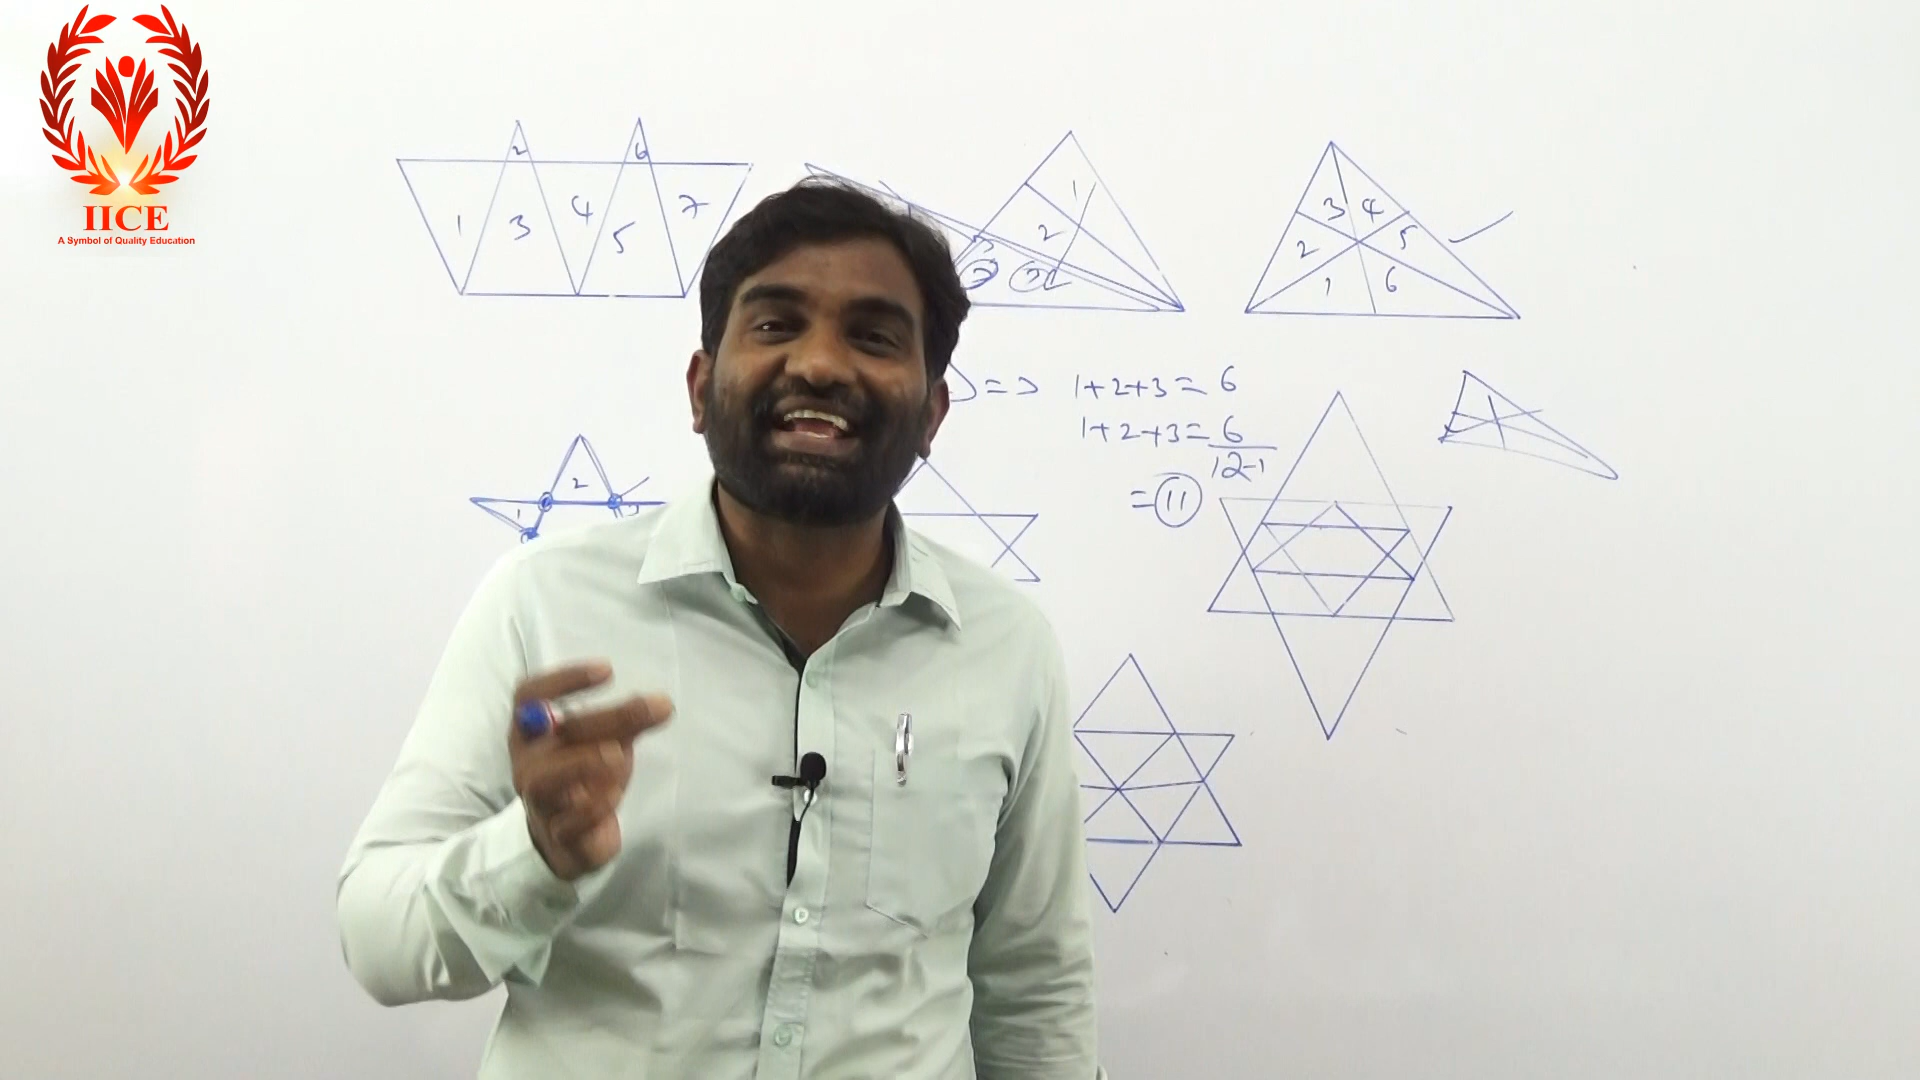 IICE
A Symbol of Quality Education
1 2 3 4 5 6 7
1 2
3 4 2 5 1 6
1+2+3=6
1+2+3=6
12-1
=11
1 2